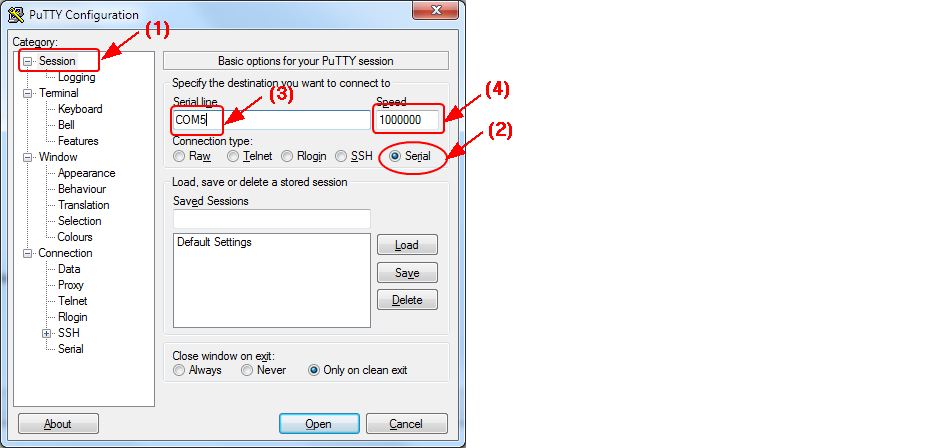 PuTTY Configuration
(1)
Category:
Session
Logging
Terminal
Keyboard
Bell
Features
Window
Appearance
Behaviour
Translation
Selection
Colours
Connection
Data
Proxy
Telnet
Rlogin
SSH
Serial
Basic options for your PuTTY session
Specify the destination you want to connect to
Serial line
(3)
Speed
(4)
COM5
1000000
(2)
Connection type:
Raw Telnet Rlogin SSH Serial
Load, save or delete a stored session
Saved Sessions
Default Settings
Load
Save
Delete
Close window on exit:
Always Never Only on clean exit
About
Open
Cancel